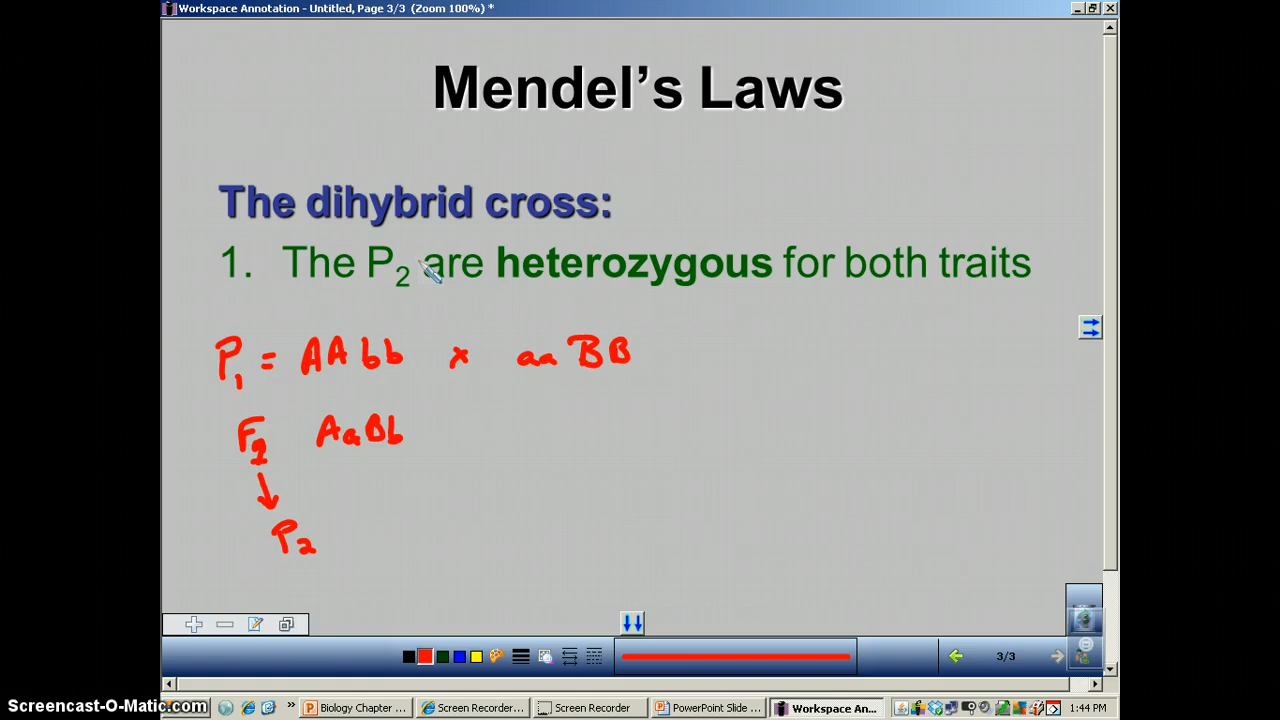 Workspace Annotation - Untitled, Page 3/3 (Zoom 100%) *
Mendel's Laws
The dihybrid cross:
1. The P2 are heterozygous for both traits
P1 = AAbb x aaBB
F2 AaBb
P2
3/3
Screencast-O-Matic.com
» Biology Chapter ... Screen Recorder... Screen Recorder PowerPoint Slide ... Workspace An... 1:44 PM